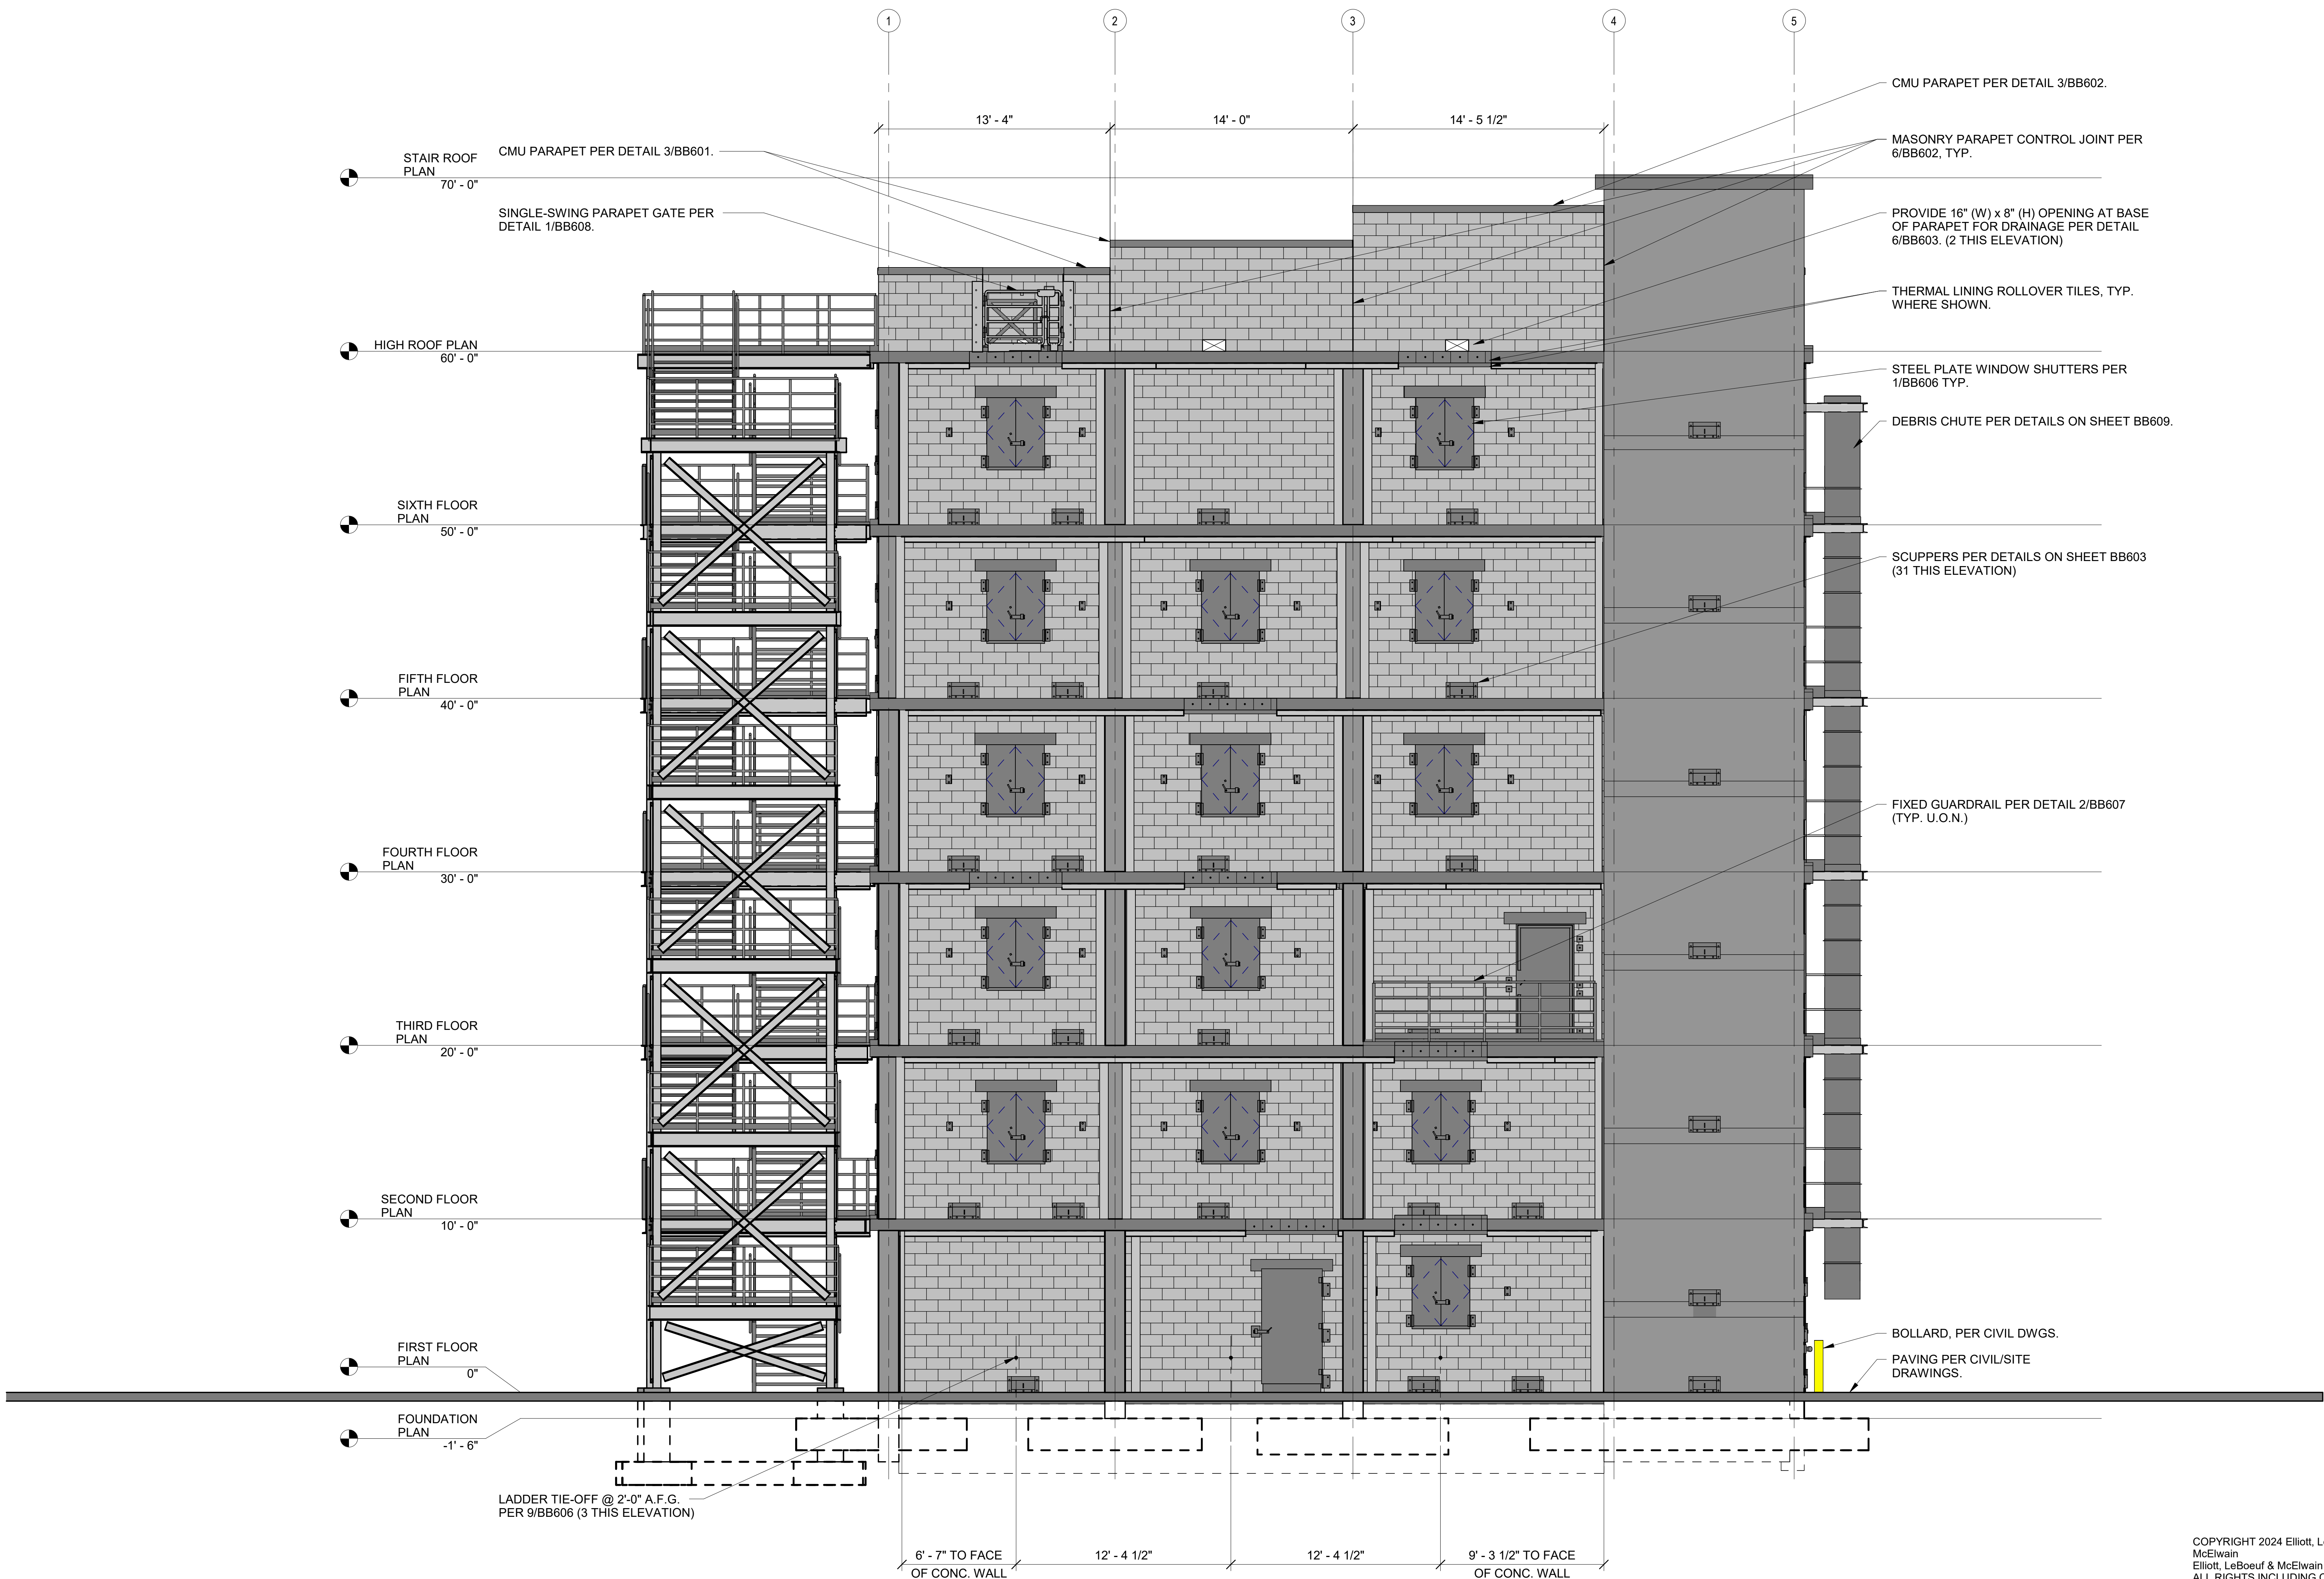 1
2
3
4
5
13' - 4"
14' - 0"
14' - 5 1/2"
STAIR ROOF
PLAN
70' - 0"
HIGH ROOF PLAN
60' - 0"
SIXTH FLOOR
PLAN
50' - 0"
FIFTH FLOOR
PLAN
40' - 0"
FOURTH FLOOR
PLAN
30' - 0"
THIRD FLOOR
PLAN
20' - 0"
SECOND FLOOR
PLAN
10' - 0"
FIRST FLOOR
PLAN
0"
FOUNDATION
PLAN
-1' - 6"
CMU PARAPET PER DETAIL 3/BB601.
SINGLE-SWING PARAPET GATE PER
DETAIL 1/BB608.
CMU PARAPET PER DETAIL 3/BB602.
MASONRY PARAPET CONTROL JOINT PER
6/BB602, TYP.
PROVIDE 16" (W) x 8" (H) OPENING AT BASE
OF PARAPET FOR DRAINAGE PER DETAIL
6/BB603. (2 THIS ELEVATION)
THERMAL LINING ROLLOVER TILES, TYP.
WHERE SHOWN.
STEEL PLATE WINDOW SHUTTERS PER
1/BB606 TYP.
DEBRIS CHUTE PER DETAILS ON SHEET BB609.
SCUPPERS PER DETAILS ON SHEET BB603
(31 THIS ELEVATION)
FIXED GUARDRAIL PER DETAIL 2/BB607
(TYP. U.O.N.)
BOLLARD, PER CIVIL DWGS.
PAVING PER CIVIL/SITE
DRAWINGS.
LADDER TIE-OFF @ 2'-0" A.F.G.
PER 9/BB606 (3 THIS ELEVATION)
6' - 7" TO FACE
OF CONC. WALL
12' - 4 1/2"
12' - 4 1/2"
9' - 3 1/2" TO FACE
OF CONC. WALL
COPYRIGHT 2024 Elliott,
McElwain
Elliott, LeBoeuf & McElwain
ALL RIGHTS INCLUDING